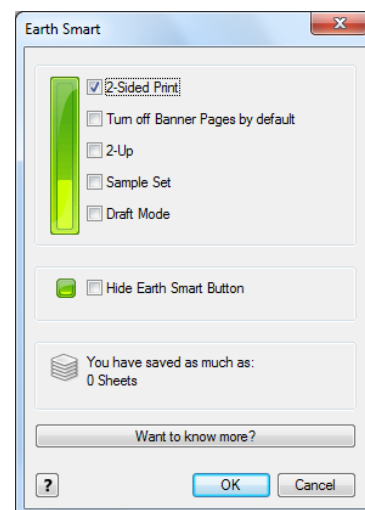 Earth Smart
2-Sided Print
Turn off Banner Pages by default
2-Up
Sample Set
Draft Mode
Hide Earth Smart Button
You have saved as much as:
0 Sheets
Want to know more?
? OK Cancel